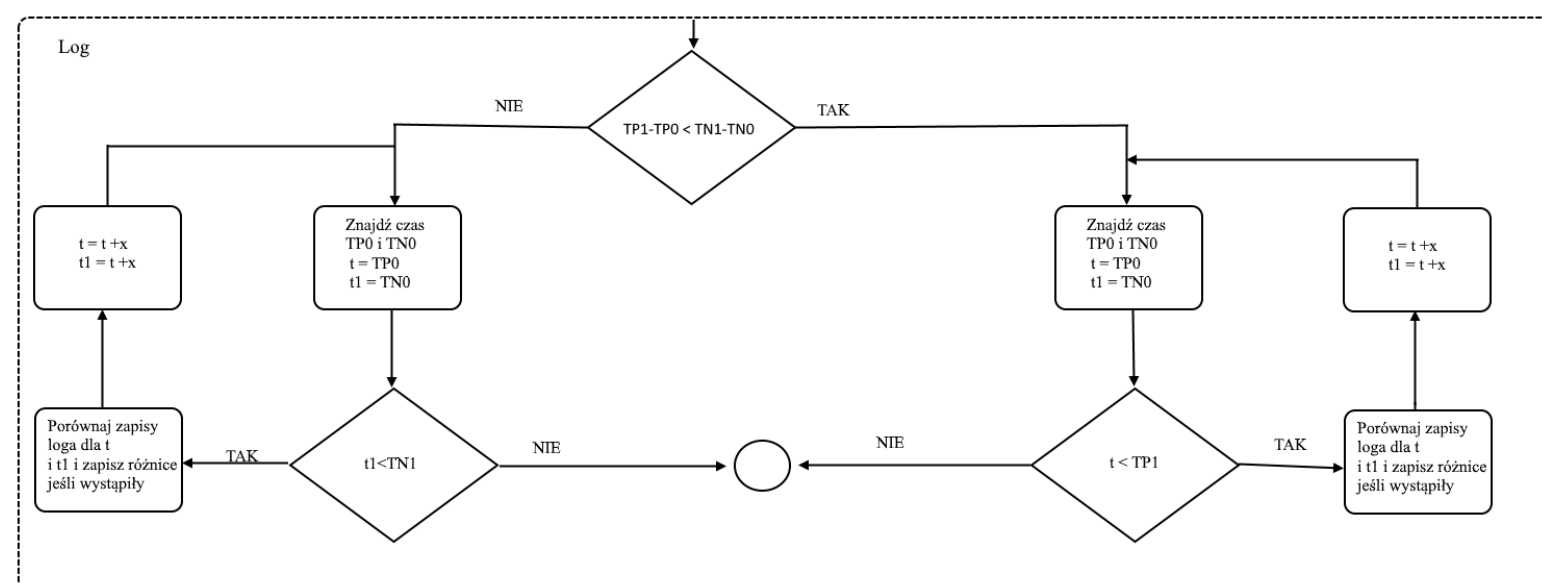 Log
NIE
TAK
TP1-TP0 < TN1-TN0
t = t +x
t1 = t +x
Znajdź czas
TP0 i TN0
t = TP0
t1 = TN0
Znajdź czas
TP0 i TN0
t = TP0
t1 = TN0
t = t +x
t1 = t +x
Porównaj zapisy
loga dla t
i t1 i zapisz różnice
jeśli wystąpiły
TAK
t1<TN1
NIE
NIE
t < TP1
TAK
Porównaj zapisy
loga dla t
i t1 i zapisz różnice
jeśli wystąpiły